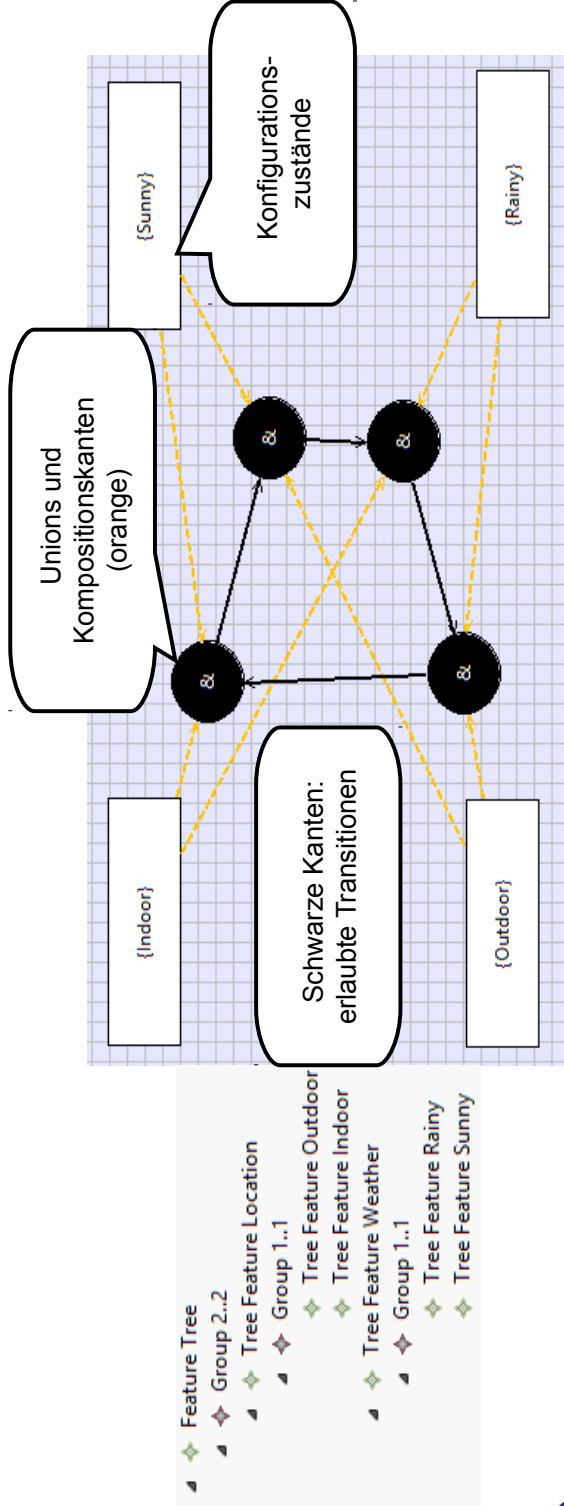 Feature Tree
Group 2..2
Tree Feature Location
Group 1..1
Tree Feature Outdoor
Tree Feature Indoor
Tree Feature Weather
Group 1..1
Tree Feature Rainy
Tree Feature Sunny
Unions und
Kompositionskanten
(orange)
{Indoor}
{Sunny}
Konfigurations-
zustände
&
&
Schwarze Kanten:
erlaubte Transitionen
&
&
{Outdoor}
{Rainy}